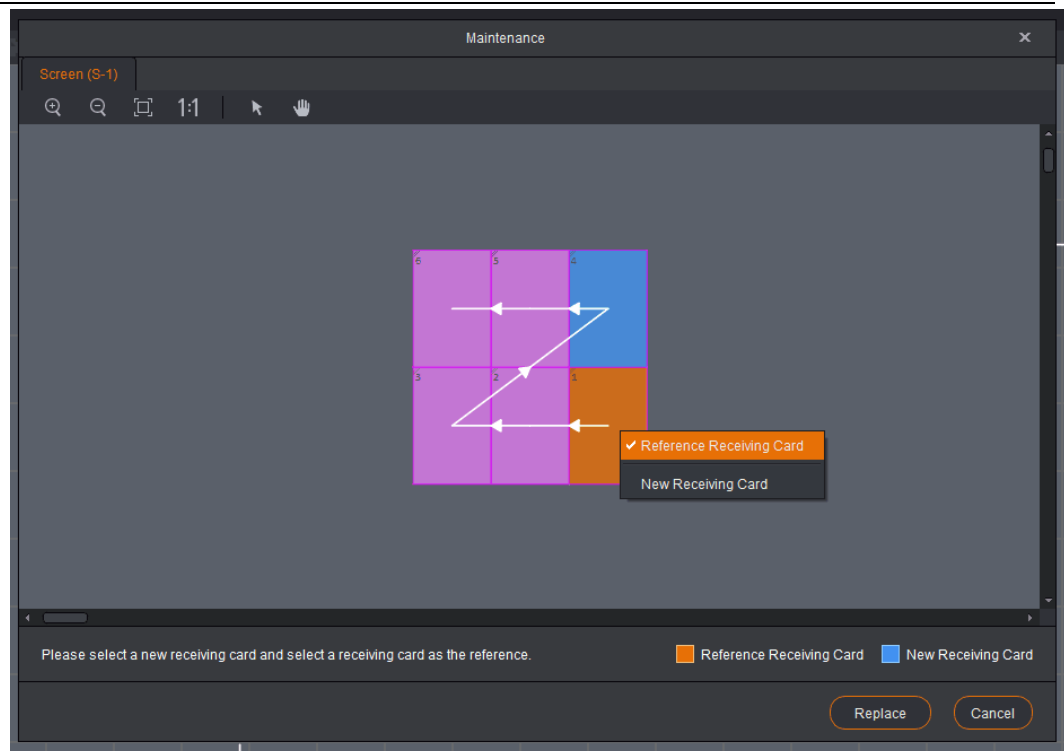 Maintenance
Screen (S-1)
1:1
6 5 4
3 2 1
Reference Receiving Card
New Receiving Card
Please select a new receiving card and select a receiving card as the reference.
Reference Receiving Card New Receiving Card
Replace Cancel